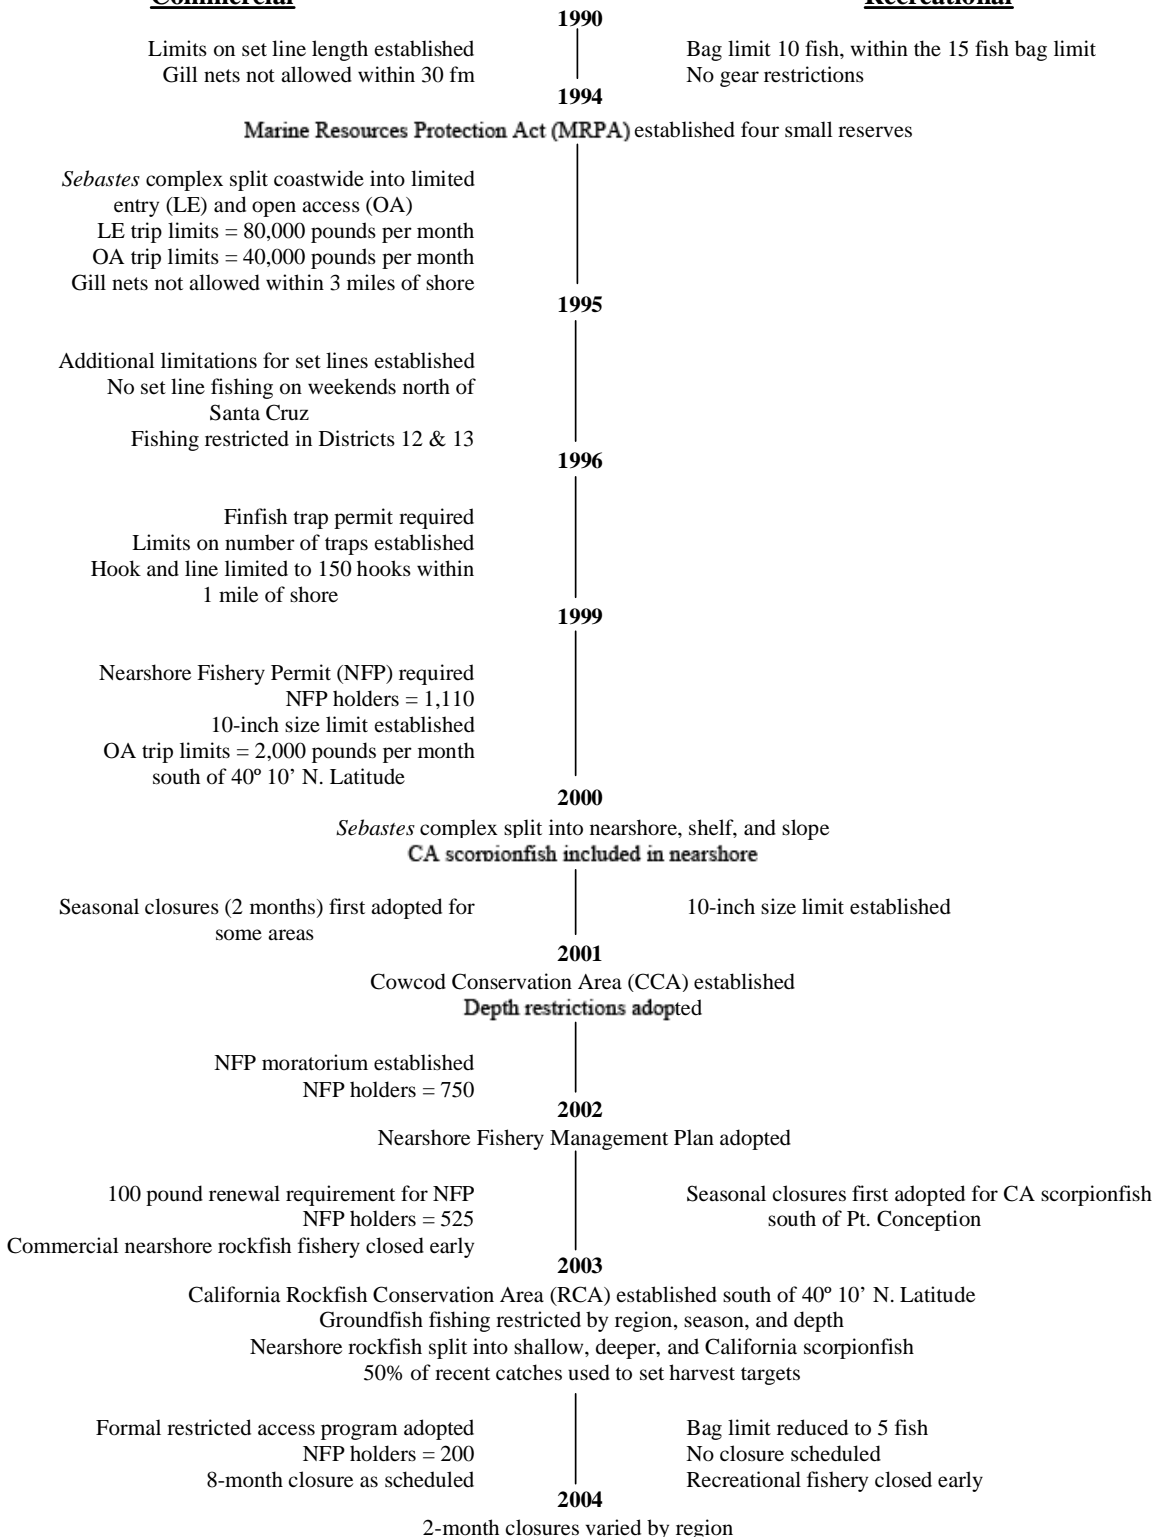 Commercial
Recreational
1990
Limits on set line length established
Gill nets not allowed within 30 fm
Bag limit 10 fish, within the 15 fish bag limit
No gear restrictions
1994
Marine Resources Protection Act (MRPA) established four small reserves
Sebastes complex split coastwide into limited
entry (LE) and open access (OA)
LE trip limits = 80,000 pounds per month
OA trip limits = 40,000 pounds per month
Gill nets not allowed within 3 miles of shore
1995
Additional limitations for set lines established
No set line fishing on weekends north of
Santa Cruz
Fishing restricted in Districts 12 & 13
1996
Finfish trap permit required
Limits on number of traps established
Hook and line limited to 150 hooks within
1 mile of shore
1999
Nearshore Fishery Permit (NFP) required
NFP holders = 1,110
10-inch size limit established
OA trip limits = 2,000 pounds per month
south of 40º 10’ N. Latitude
2000
Sebastes complex split into nearshore, shelf, and slope
CA scorpionfish included in nearshore
Seasonal closures (2 months) first adopted for
some areas
10-inch size limit established
2001
Cowcod Conservation Area (CCA) established
Depth restrictions adopted
NFP moratorium established
NFP holders = 750
2002
Nearshore Fishery Management Plan adopted
100 pound renewal requirement for NFP
NFP holders = 525
Commercial nearshore rockfish fishery closed early
Seasonal closures first adopted for CA scorpionfish
south of Pt. Conception
2003
California Rockfish Conservation Area (RCA) established south of 40º 10’ N. Latitude
Groundfish fishing restricted by region, season, and depth
Nearshore rockfish split into shallow, deeper, and California scorpionfish
50% of recent catches used to set harvest targets
Formal restricted access program adopted
NFP holders = 200
8-month closure as scheduled
Bag limit reduced to 5 fish
No closure scheduled
Recreational fishery closed early
2004
2-month closures varied by region